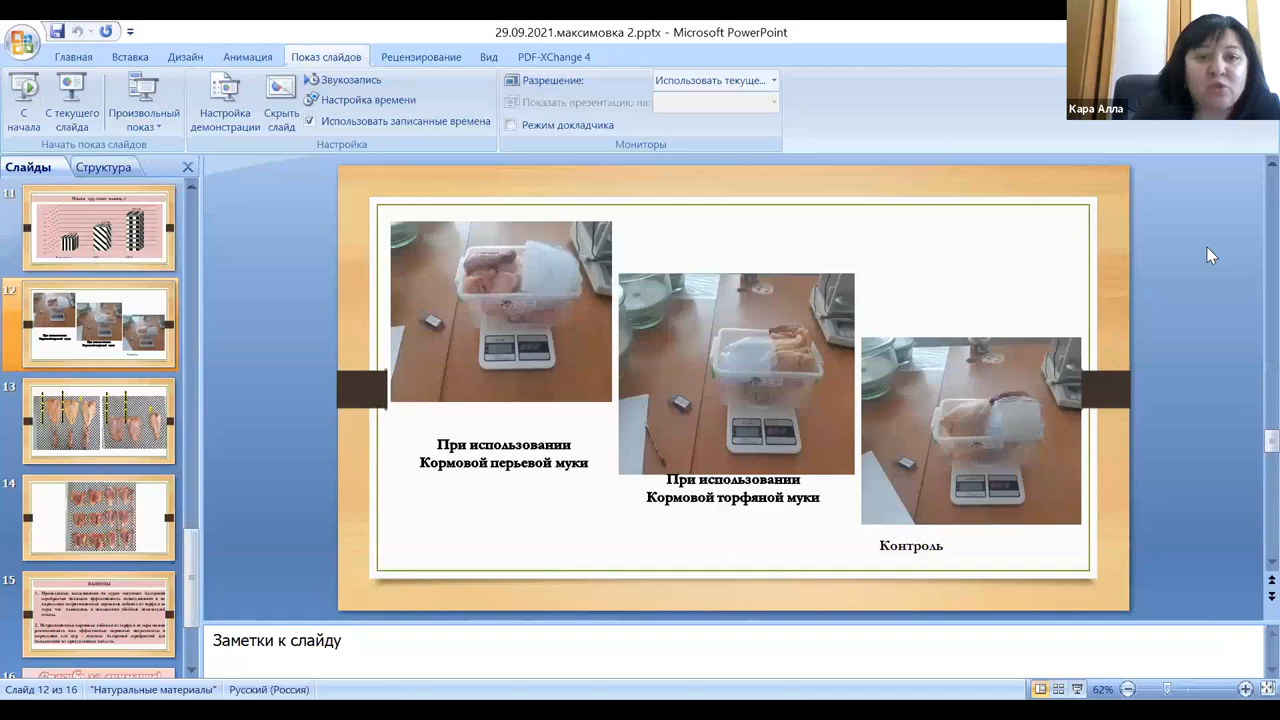 29.09.2021.максимовка 2.pptx - Microsoft PowerPoint
Главная Вставка Дизайн Анимация Показ слайдов Рецензирование Вид PDF-XChange 4
С начала
С текущего слайда
Произвольный показ
Настройка демонстрации
Скрыть слайд
Звукозапись
Настройка времени
Использовать записанные времена
Разрешение: Использовать текуще...
Показать презентацию на:
Режим докладчика
Начать показ слайдов Настройка Мониторы
Кара Алла
Слайды Структура
11
12
13
14
15
ВЫВОДЫ
16
Спасибо за внимание!
При использовании
Кормовой перьевой муки
При использовании
Кормовой торфяной муки
Контроль
Заметки к слайду
Слайд 12 из 16 "Натуральные материалы" Русский (Россия) 62%